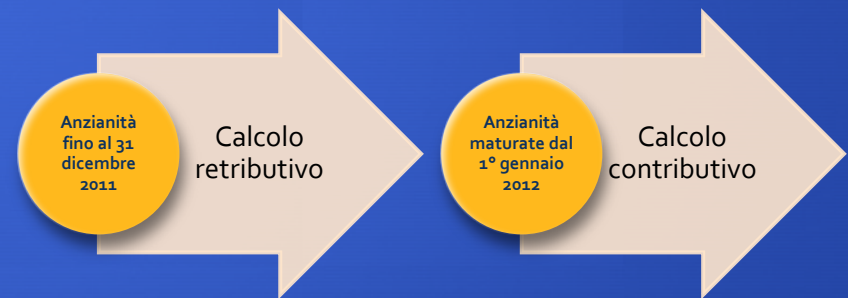 Anzianità
fino al 31
dicembre
2011
Calcolo
retributivo
Anzianità
maturate dal
1° gennaio
2012
Calcolo
contributivo